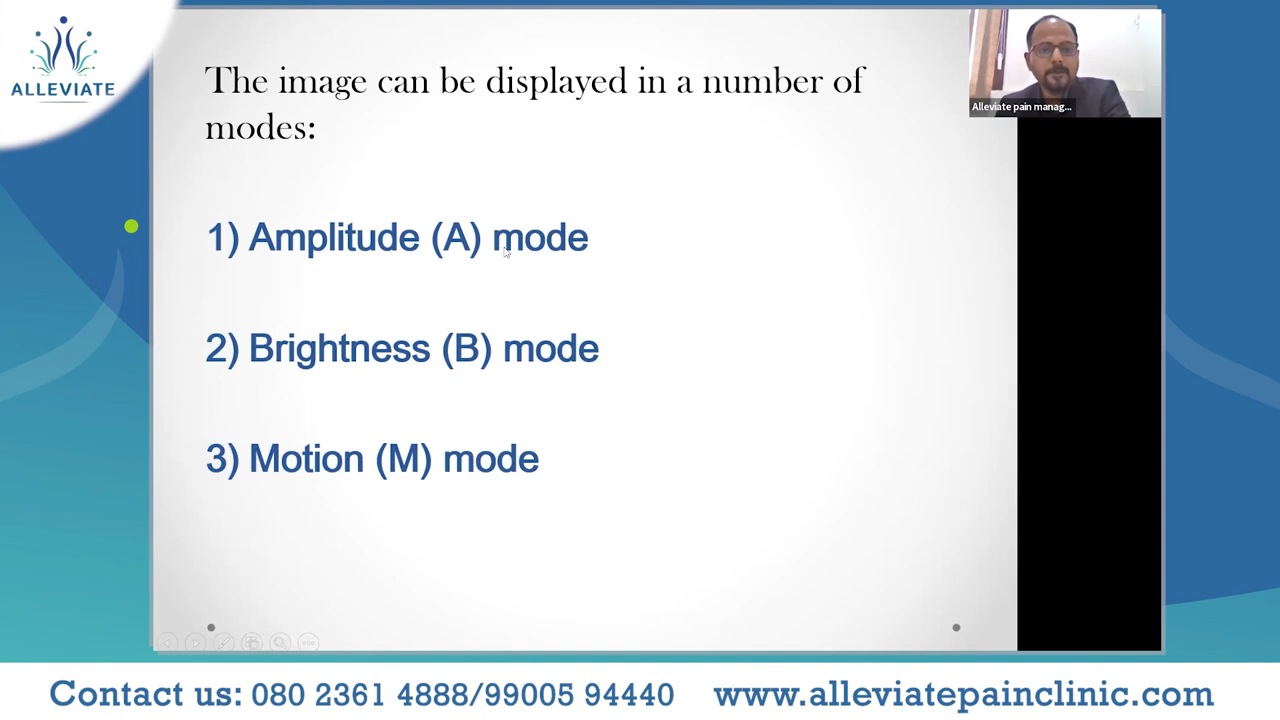 ALLEVIATE
The image can be displayed in a number of
modes:
Alleviate pain manag...
1) Amplitude (A) mode
2) Brightness (B) mode
3) Motion (M) mode
Contact us: 080 2361 4888/99005 94440
www.alleviatepainclinic.com